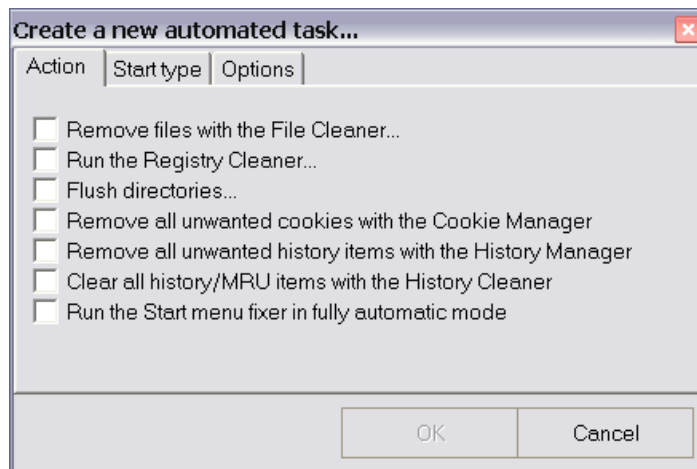 Create a new automated task...
Action Start type Options
Remove files with the File Cleaner...
Run the Registry Cleaner...
Flush directories...
Remove all unwanted cookies with the Cookie Manager
Remove all unwanted history items with the History Manager
Clear all history/MRU items with the History Cleaner
Run the Start menu fixer in fully automatic mode
OK Cancel